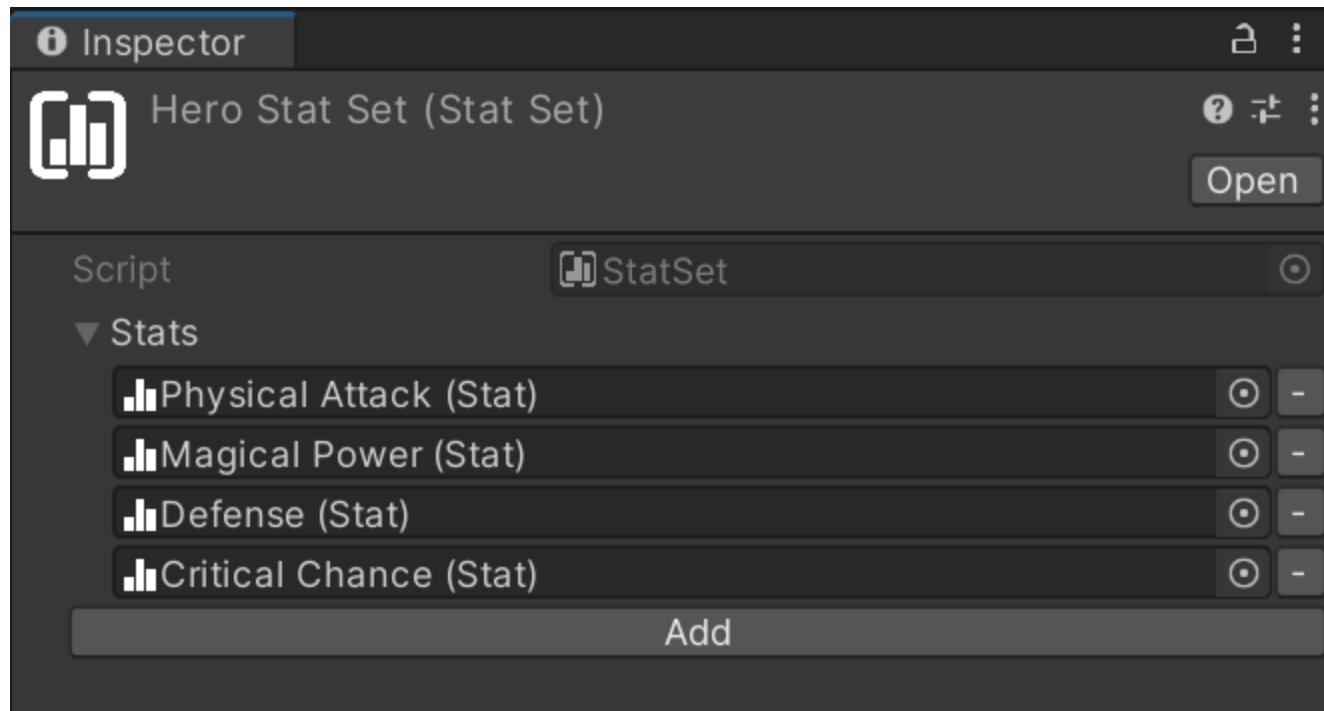 Inspector
Hero Stat Set (Stat Set)
Open
Script StatSet
Stats
Physical Attack (Stat) -
Magical Power (Stat) -
Defense (Stat) -
Critical Chance (Stat) -
Add